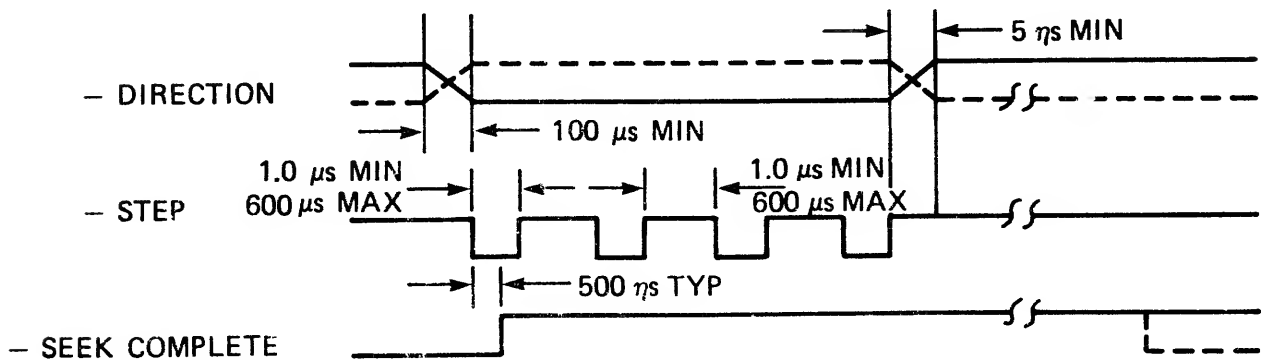 5 ηs MIN
– DIRECTION
100 μs MIN
1.0 μs MIN
600 μs MAX
1.0 μs MIN
600 μs MAX
– STEP
500 ηs TYP
– SEEK COMPLETE